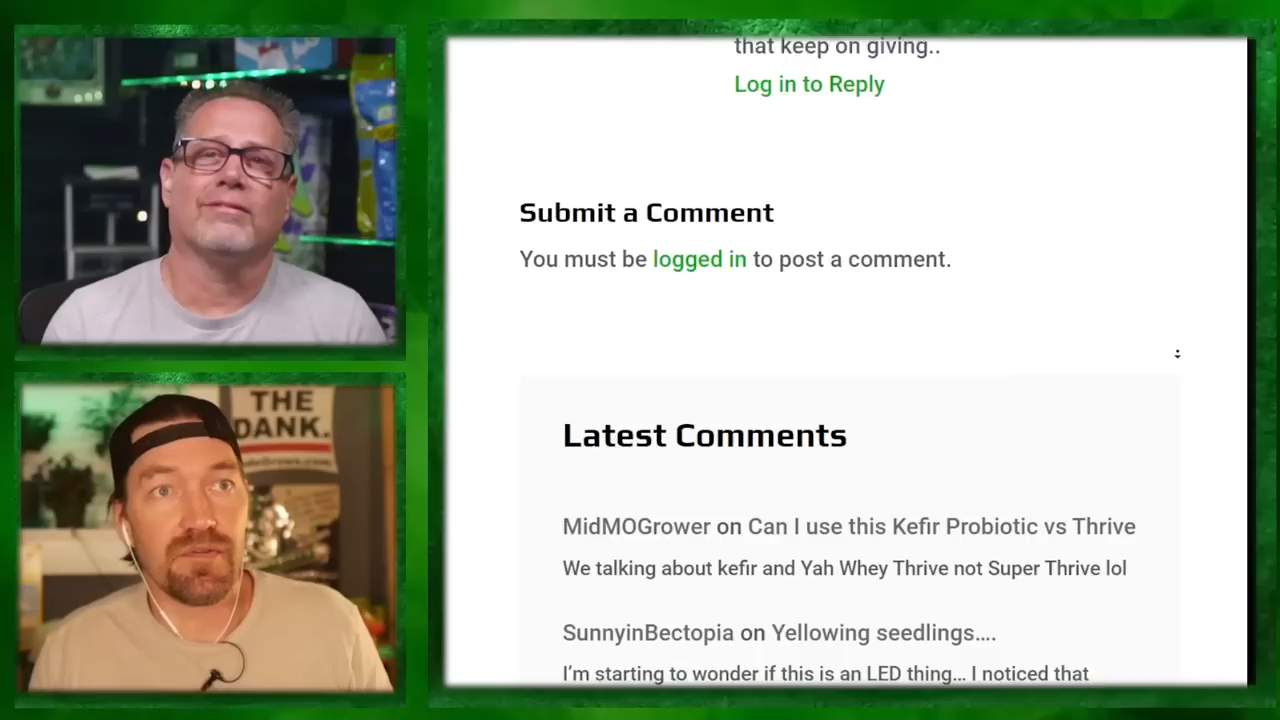 that keep on giving..
Log in to Reply
Submit a Comment
You must be logged in to post a comment.
Latest Comments
MidMOGrower on Can I use this Kefir Probiotic vs Thrive
We talking about kefir and Yah Whey Thrive not Super Thrive lol
SunnyinBectopia on Yellowing seedlings....
I'm starting to wonder if this is an LED thing... I noticed that
THE
DANK.